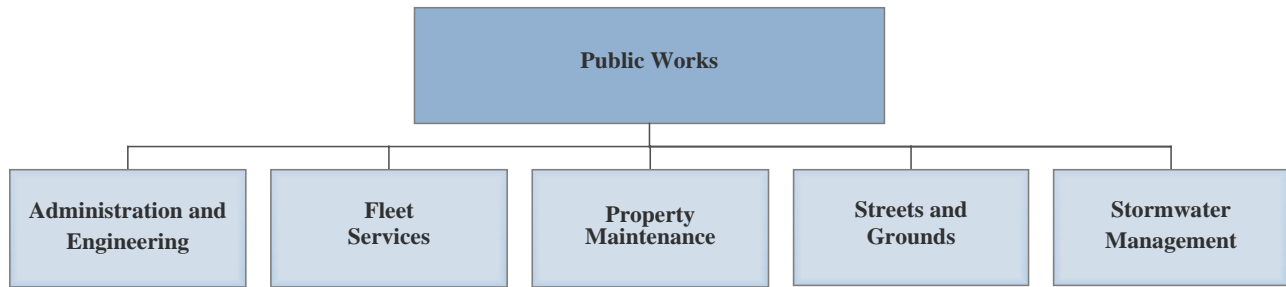 Public Works
Administration and
Engineering
Fleet
Services
Property
Maintenance
Streets and
Grounds
Stormwater
Management